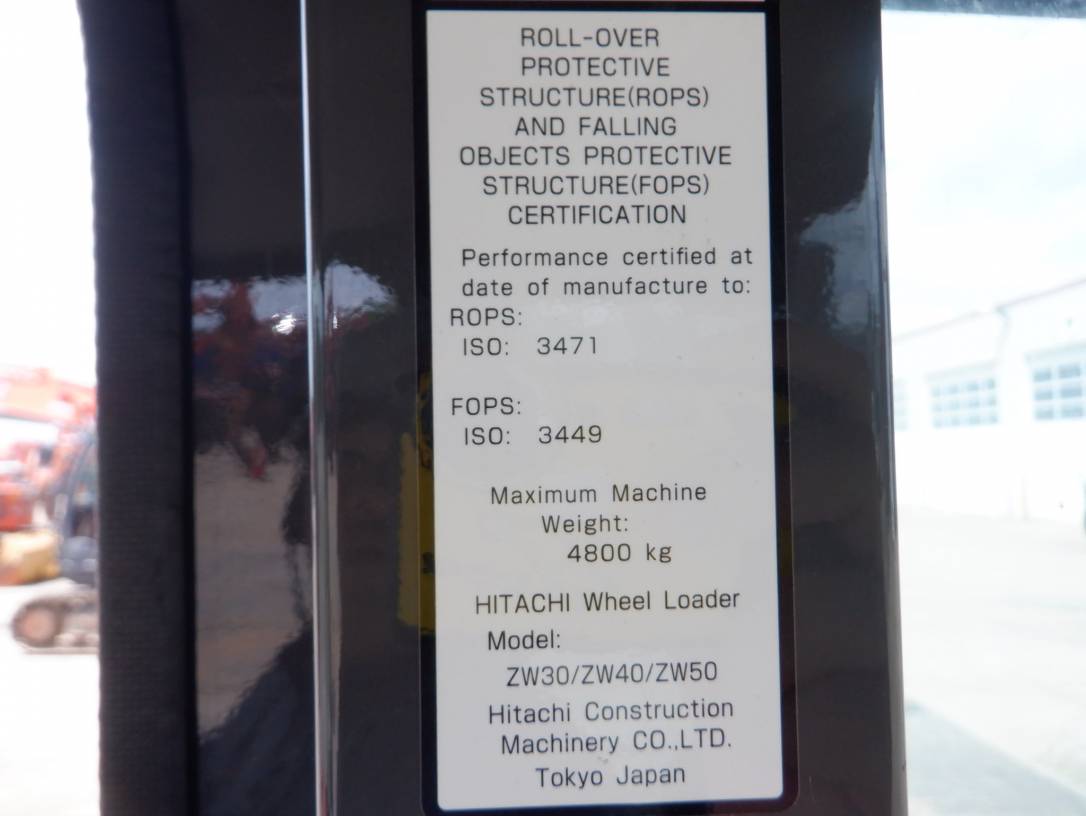 ROLL-OVER
PROTECTIVE
STRUCTURE(ROPS)
AND FALLING
OBJECTS PROTECTIVE
STRUCTURE(FOPS)
CERTIFICATION
Performance certified at
date of manufacture to:
ROPS:
ISO: 3471
FOPS:
ISO: 3449
Maximum Machine
Weight:
4800 kg
HITACHI Wheel Loader
Model:
ZW30/ZW40/ZW50
Hitachi Construction
Machinery CO.,LTD.
Tokyo Japan